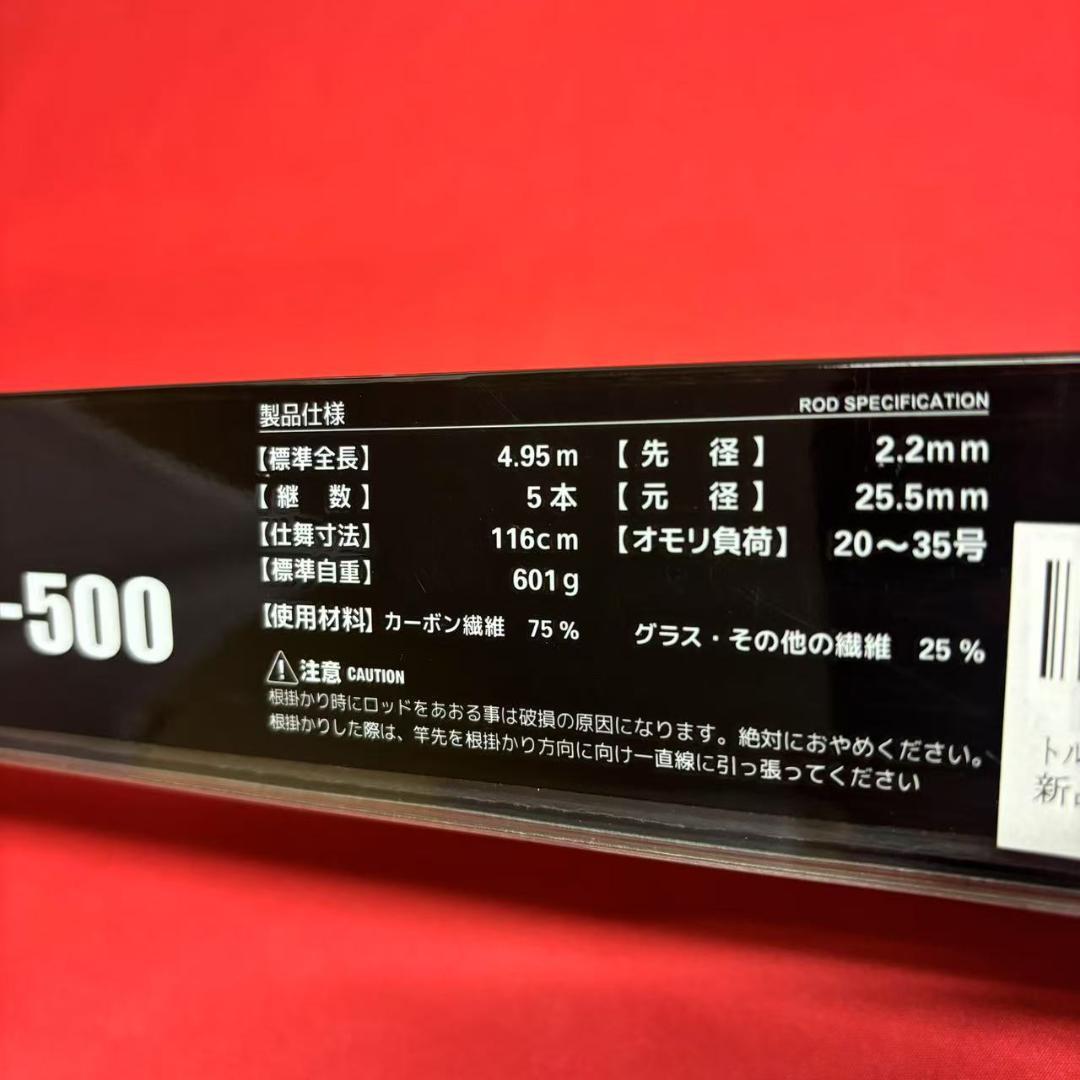 製品仕様 ROD SPECIFICATION
【標準全長】 4.95m 【先 径】 2.2mm
【継 数】 5本 【元 径】 25.5mm
【仕舞寸法】 116cm 【オモリ負荷】 20〜35号
【標準自重】 601g
【使用材料】 カーボン繊維 75% グラス・その他の繊維 25%
-500
注意 CAUTION
根掛かり時にロッドをあおる事は破損の原因になります。絶対におやめください。
根掛かりした際は、竿先を根掛かり方向に向け一直線に引っ張ってください
トル
新